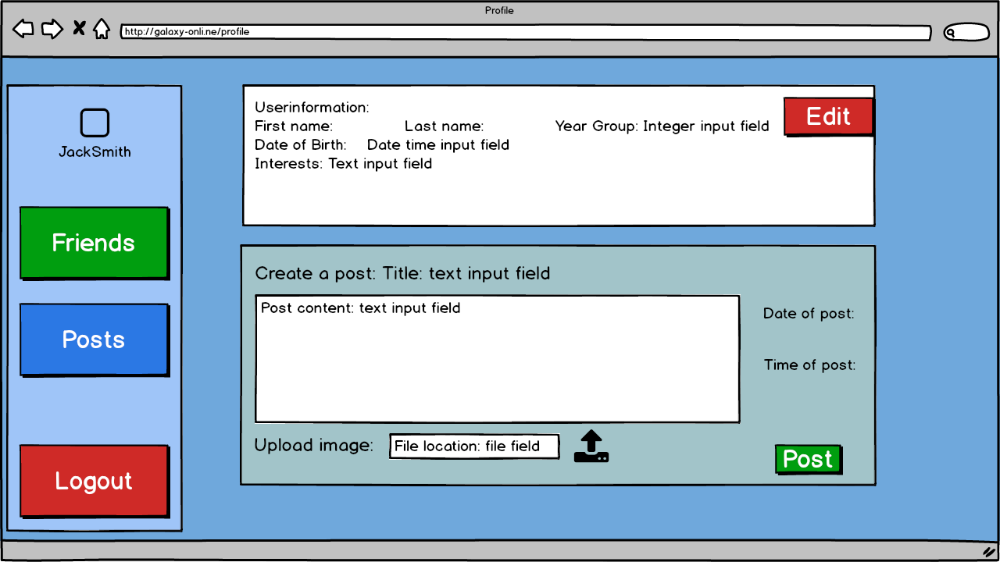 Profile
http://galaxy-onli.ne/profile
JackSmith
Friends
Posts
Logout
Userinformation:
First name: Last name: Year Group: Integer input field
Date of Birth: Date time input field
Interests: Text input field
Edit
Create a post: Title: text input field
Post content: text input field
Date of post:
Time of post:
Upload image: File location: file field
Post